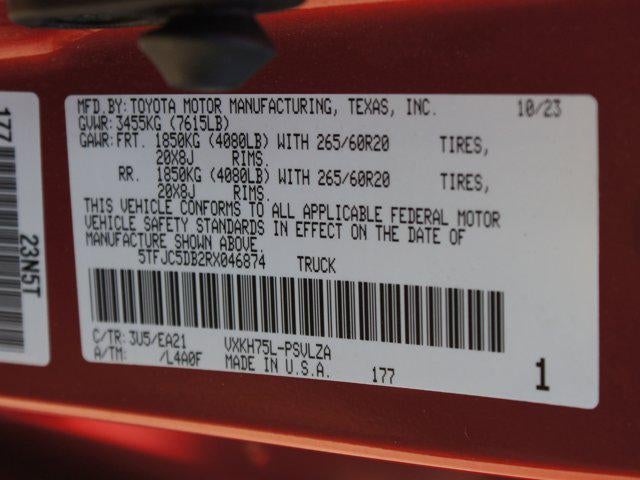 MFD.BY:TOYOTA MOTOR MANUFACTURING, TEXAS, INC. 10/23
GVWR:3455KG (7615LB)
GAWR:FRT. 1850KG (4080LB) WITH 265/60R20 TIRES,
20X8J RIMS.
RR. 1850KG (4080LB) WITH 265/60R20 TIRES,
20X8J RIMS.
THIS VEHICLE CONFORMS TO ALL APPLICABLE FEDERAL MOTOR
VEHICLE SAFETY STANDARDS IN EFFECT ON THE DATE OF
MANUFACTURE SHOWN ABOVE.
5TFJC5DB2RX046874 TRUCK
C/TR:3U5/EA21 VXKH75L-PSVLZA
A/TM: /L4A0F MADE IN U.S.A. 177 1
177
23N5T